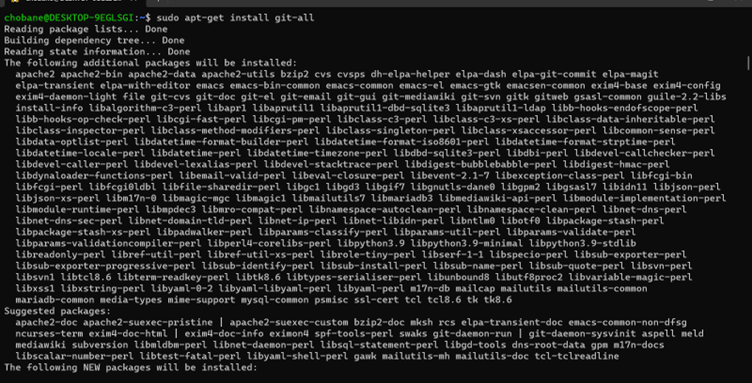 chobane@DESKTOP-9EGLSGI:~$ sudo apt-get install git-all
Reading package lists... Done
Building dependency tree... Done
Reading state information... Done
The following additional packages will be installed:
apache2 apache2-bin apache2-data apache2-utils bzip2 cvs cvsps dh-elpa-helper elpa-dash elpa-git-commit elpa-magit
elpa-transient elpa-with-editor emacs emacs-bin-common emacs-common emacs-el emacs-gtk emacsen-common exim4-base exim4-config
exim4-daemon-light file git-cvs git-doc git-el git-email git-gui git-mediawiki git-svn gitk gitweb gsasl-common guile-2.2-libs
install-info libalgorithm-c3-perl libapr1 libaprutil1 libaprutil1-dbd-sqlite3 libaprutil1-ldap libb-hooks-endofscope-perl
libb-hooks-op-check-perl libcgi-fast-perl libcgi-pm-perl libclass-c3-perl libclass-c3-xs-perl libclass-data-inheritable-perl
libclass-inspector-perl libclass-method-modifiers-perl libclass-singleton-perl libclass-xsaccessor-perl libcommon-sense-perl
libdata-optlist-perl libdatetime-format-builder-perl libdatetime-format-iso8601-perl libdatetime-format-strptime-perl
libdatetime-locale-perl libdatetime-perl libdatetime-timezone-perl libdbd-sqlite3-perl libdbi-perl libdevel-callchecker-perl
libdevel-caller-perl libdevel-lexalias-perl libdevel-stacktrace-perl libdigest-bubblebabble-perl libdigest-hmac-perl
libdynaloader-functions-perl libemail-valid-perl libeval-closure-perl libevent-2.1-7 libexception-class-perl libfcgi-bin
libfcgi-perl libfcgi0ldbl libfile-sharedir-perl libgc1 libgd3 libgif7 libgnutls-dane0 libgpm2 libgsasl7 libidn11 libjson-perl
libjson-xs-perl libm17n-0 libmagic-mgc libmagic1 libmailutils7 libmariadb3 libmediawiki-api-perl libmodule-implementation-perl
libmodule-runtime-perl libmpdec3 libmro-compat-perl libnamespace-autoclean-perl libnamespace-clean-perl libnet-dns-perl
libnet-dns-sec-perl libnet-domain-tld-perl libnet-ip-perl libnet-libidn-perl libntlm0 libotf0 libpackage-stash-perl
libpackage-stash-xs-perl libpadwalker-perl libparams-classify-perl libparams-util-perl libparams-validate-perl
libparams-validationcompiler-perl libperl4-corelibs-perl libpython3.9 libpython3.9-minimal libpython3.9-stdlib
libreadonly-perl libref-util-perl libref-util-xs-perl librole-tiny-perl libserf-1-1 libspecio-perl libsub-exporter-perl
libsub-exporter-progressive-perl libsub-identify-perl libsub-install-perl libsub-name-perl libsub-quote-perl libsvn-perl
libsvn1 libtcl8.6 libterm-readkey-perl libtk8.6 libtypes-serialiser-perl libunbound8 libutf8proc2 libvariable-magic-perl
libxss1 libxstring-perl libyaml-0-2 libyaml-libyaml-perl libyaml-perl m17n-db mailcap mailutils mailutils-common
mariadb-common media-types mime-support mysql-common psmisc ssl-cert tcl tcl8.6 tk tk8.6
Suggested packages:
apache2-doc apache2-suexec-pristine | apache2-suexec-custom bzip2-doc mksh rcs elpa-transient-doc emacs-common-non-dfsg
ncurses-term exim4-doc-html | exim4-doc-info eximon4 spf-tools-perl swaks git-daemon-run | git-daemon-sysvinit aspell meld
mediawiki subversion libmldbm-perl libnet-daemon-perl libsql-statement-perl libgd-tools dns-root-data gpm m17n-docs
libscalar-number-perl libtest-fatal-perl libyaml-shell-perl gawk mailutils-mh mailutils-doc tcl-tclreadline
The following NEW packages will be installed: